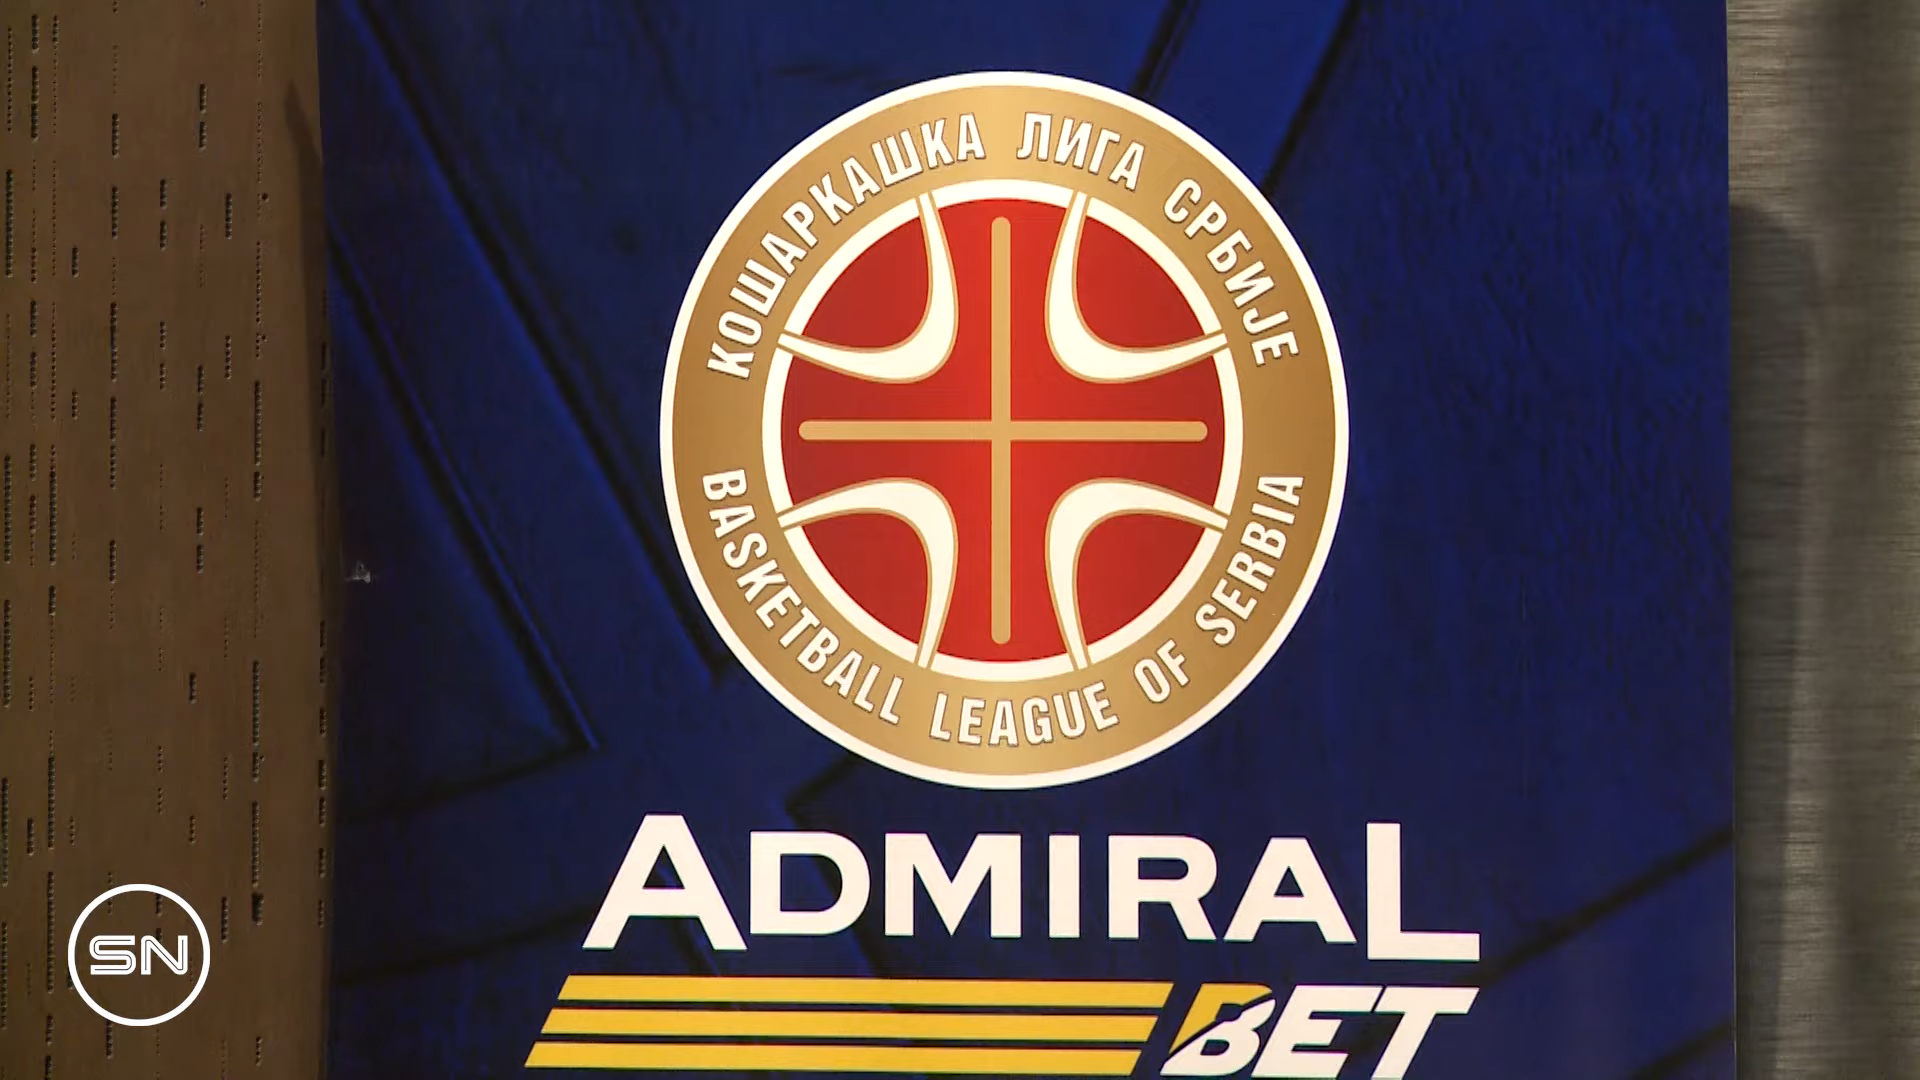 КОШАРКАШКА ЛИГА СРБИЈЕ
BASKETBALL LEAGUE OF SERBIA
ADMIRAL
BET
SN